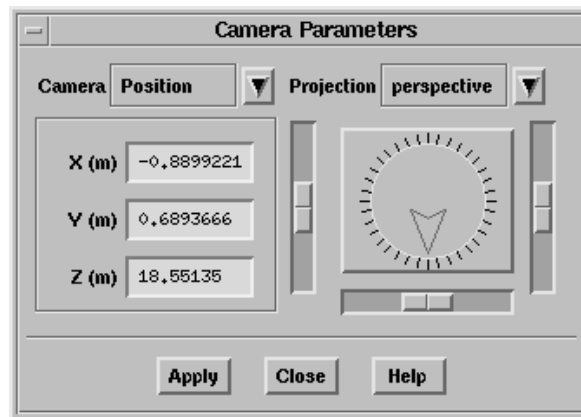 Camera Parameters
Camera Position Projection perspective
X (m) -0.8899221
Y (m) 0.6893666
Z (m) 18.55135
Apply Close Help